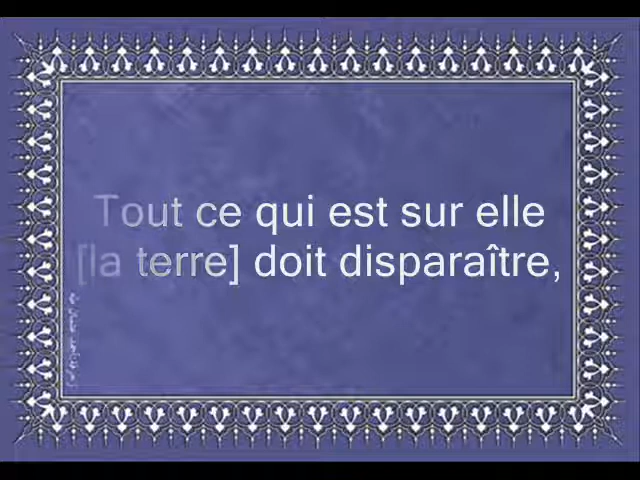 Tout ce qui est sur elle
[la terre] doit disparaître,